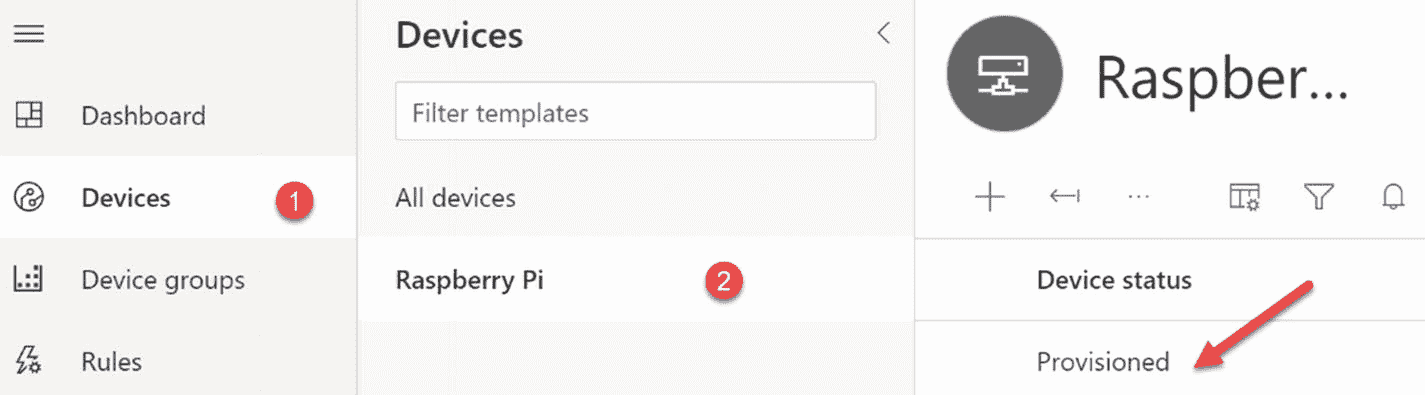 Dashboard
Devices
1
Device groups
Rules
Devices
Filter templates
All devices
Raspberry Pi
2
Raspber...
...
Device status
Provisioned